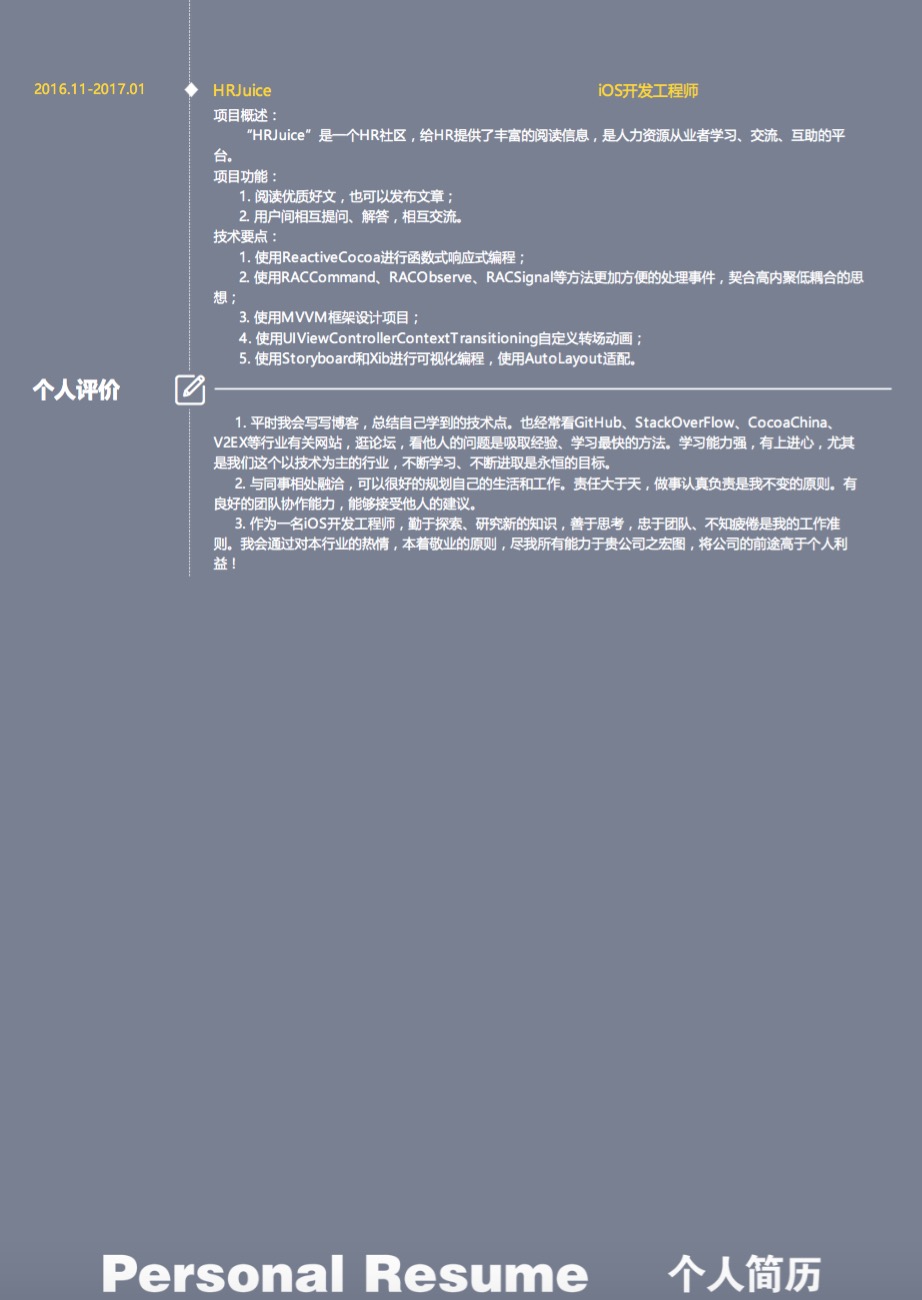 2016.11-2017.01 HRJuice iOS开发工程师
项目概述：
“HRJuice”是一个HR社区，给HR提供了丰富的阅读信息，是人力资源从业者学习、交流、互助的平
台。
项目功能：
1. 阅读优质好文，也可以发布文章；
2. 用户间相互提问、解答，相互交流。
技术要点：
1. 使用ReactiveCocoa进行函数式响应式编程；
2. 使用RACCommand、RACObserve、RACSignal等方法更加方便的处理事件，契合高内聚低耦合的思
想；
3. 使用MVVM框架设计项目；
4. 使用UIViewControllerContextTransitioning自定义转场动画；
5. 使用Storyboard和Xib进行可视化编程，使用AutoLayout适配。
个人评价
1. 平时我会写写博客，总结自己学到的技术点。也经常看GitHub、StackOverFlow、CocoaChina、
V2EX等行业有关网站，逛论坛，看他人的问题是吸取经验、学习最快的方法。学习能力强，有上进心，尤其
是我们这个以技术为主的行业，不断学习、不断进取是永恒的目标。
2. 与同事相处融洽，可以很好的规划自己的生活和工作。责任大于天，做事认真负责是我不变的原则。有
良好的团队协作能力，能够接受他人的建议。
3. 作为一名iOS开发工程师，勤于探索、研究新的知识，善于思考，忠于团队、不知疲倦是我的工作准
则。我会通过对本行业的热情，本着敬业的原则，尽我所有能力于贵公司之宏图，将公司的前途高于个人利
益！
Personal Resume 个人简历